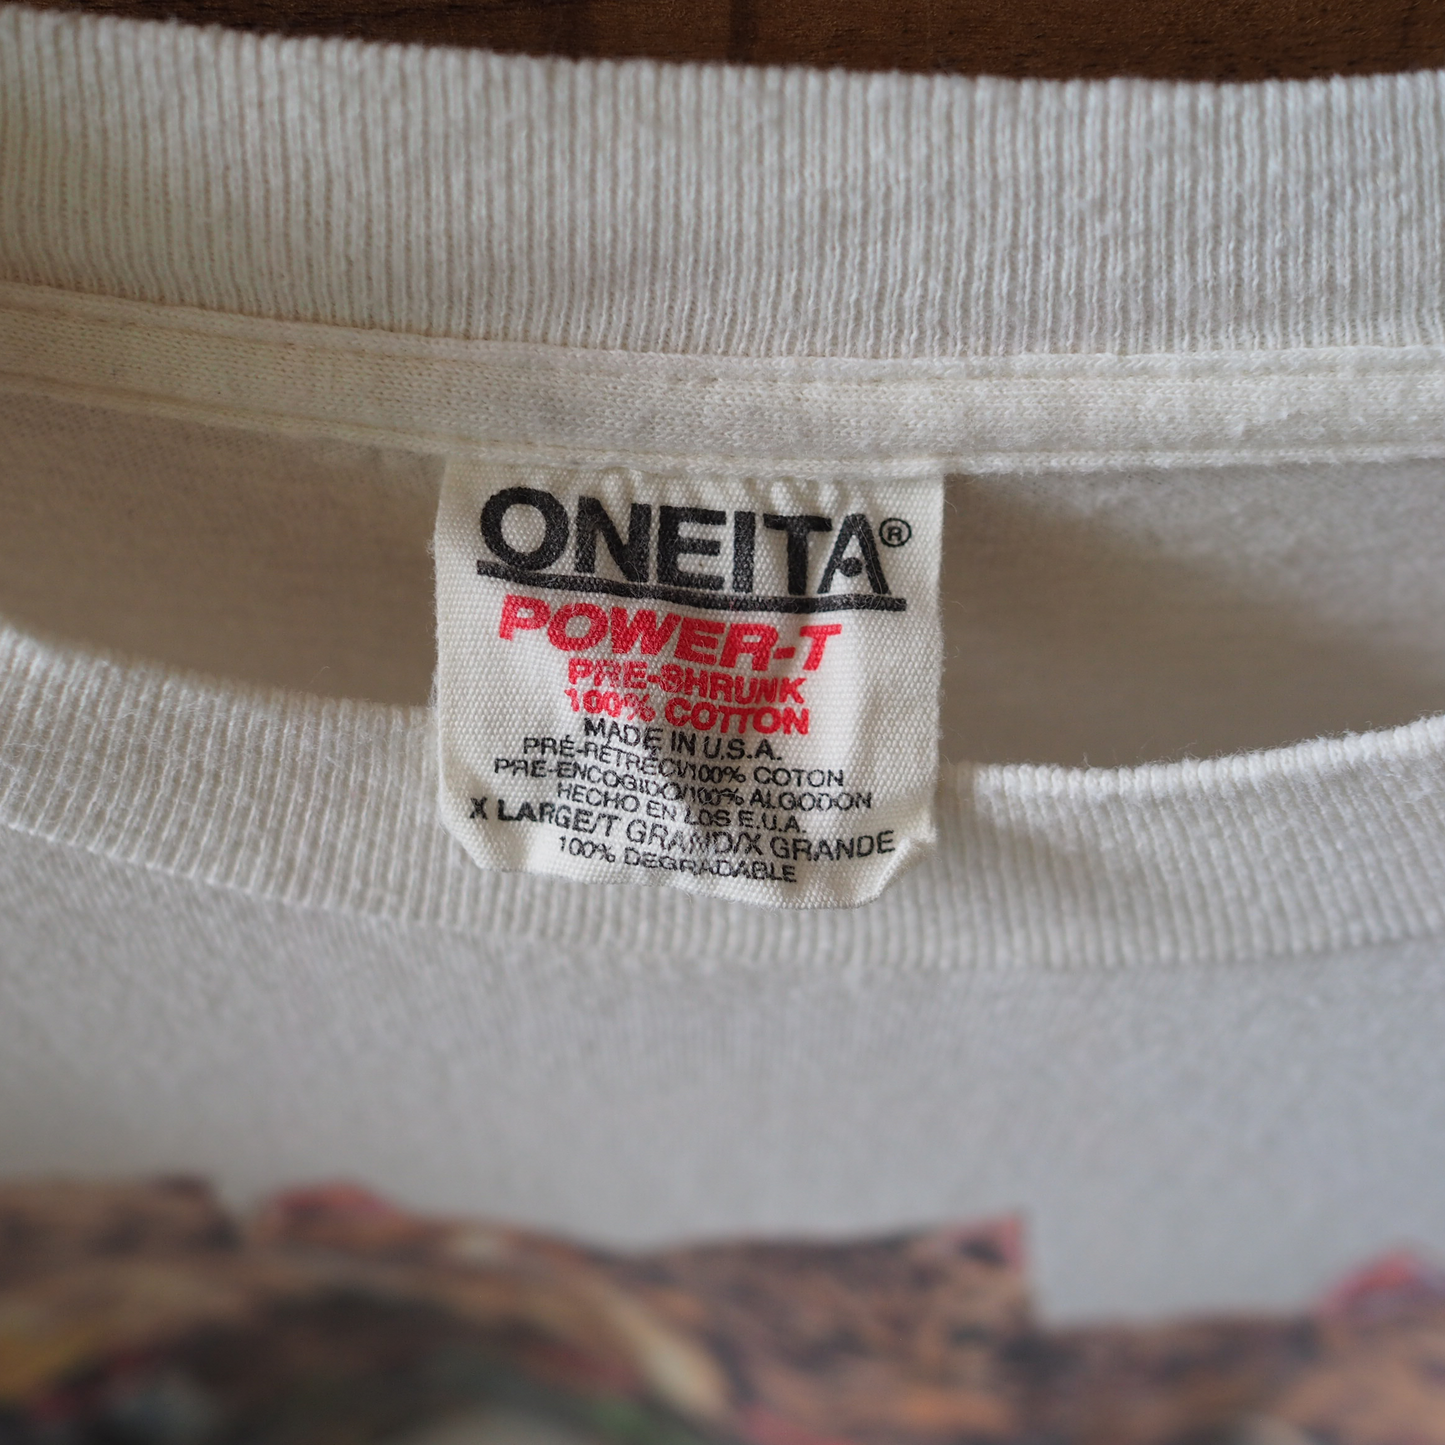 ONEITA®
POWER-T
PRE-SHRUNK
100% COTTON
MADE IN U.S.A.
PRÉ-RÉTRÉCI/100% COTON
PRE-ENCOGIDO/100% ALGODON
HECHO EN LOS E.U.A.
X LARGE/T GRAND/X GRANDE
100% DEGRADABLE